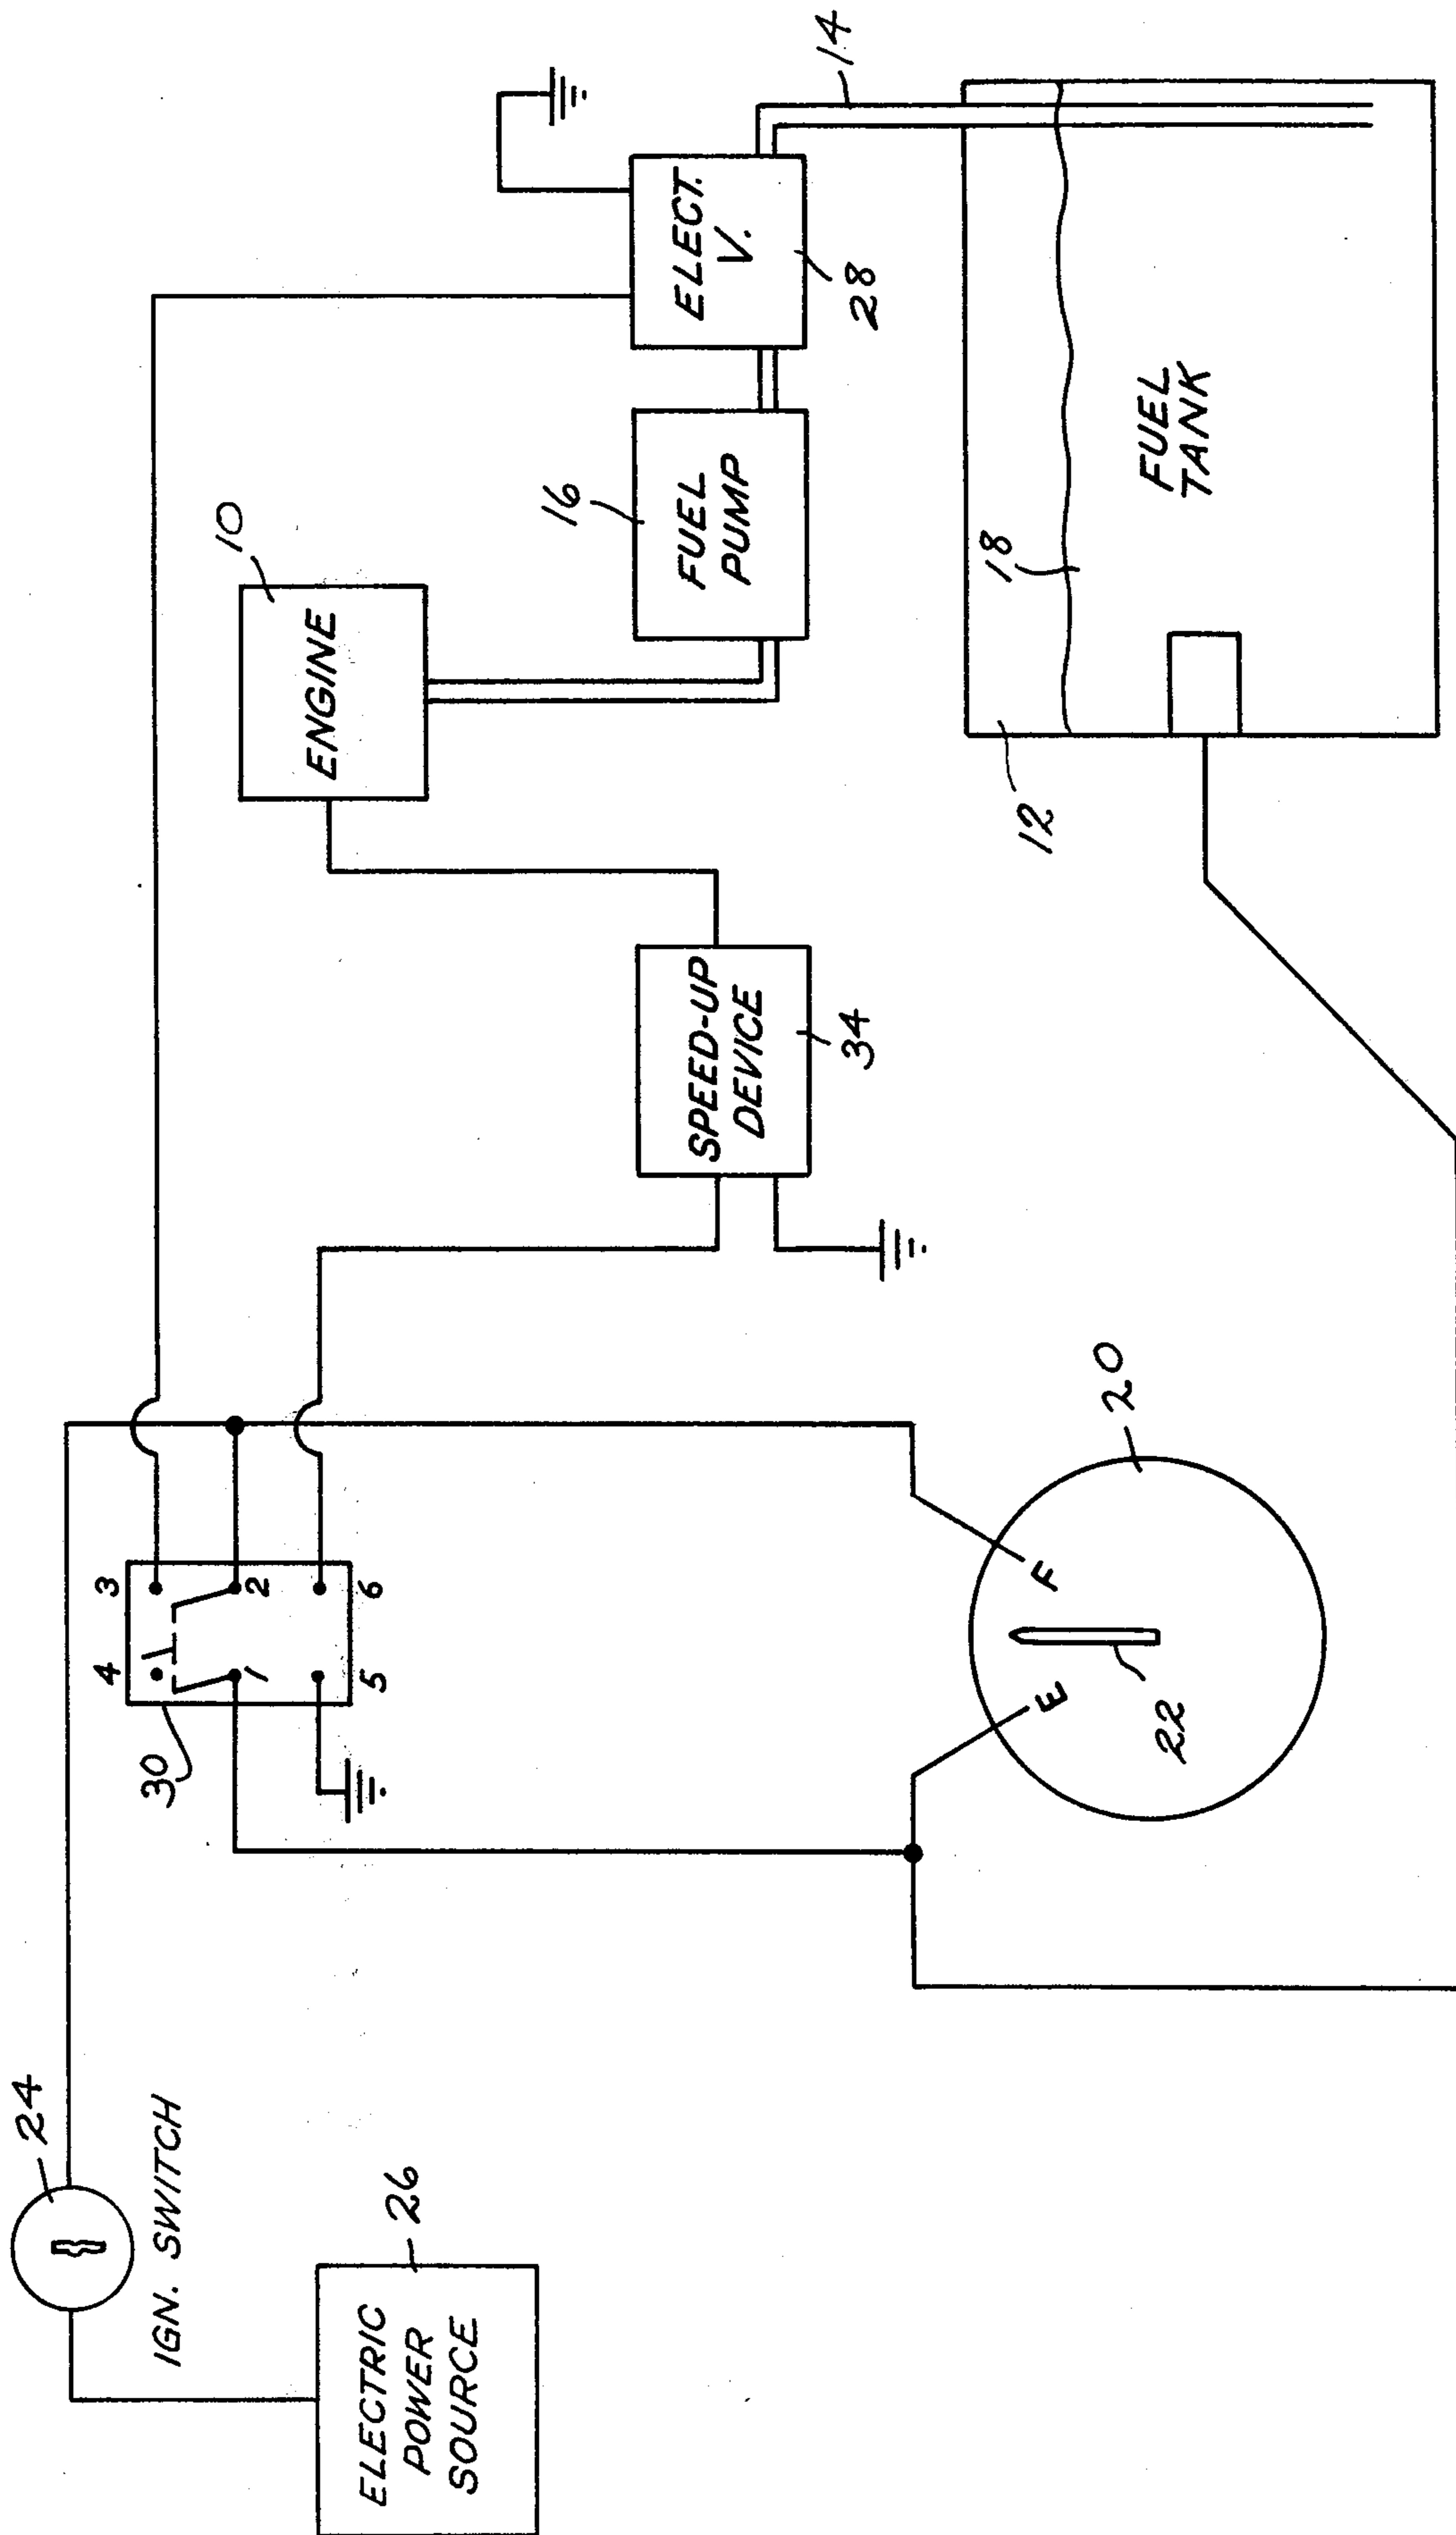 24
IGN. SWITCH
ELECTRIC
POWER
SOURCE
26
30
4
3
1
2
5
6
E
F
22
20
SPEED-UP
DEVICE
34
ENGINE
10
FUEL
PUMP
16
ELECT.
V.
28
14
12
18
FUEL
TANK